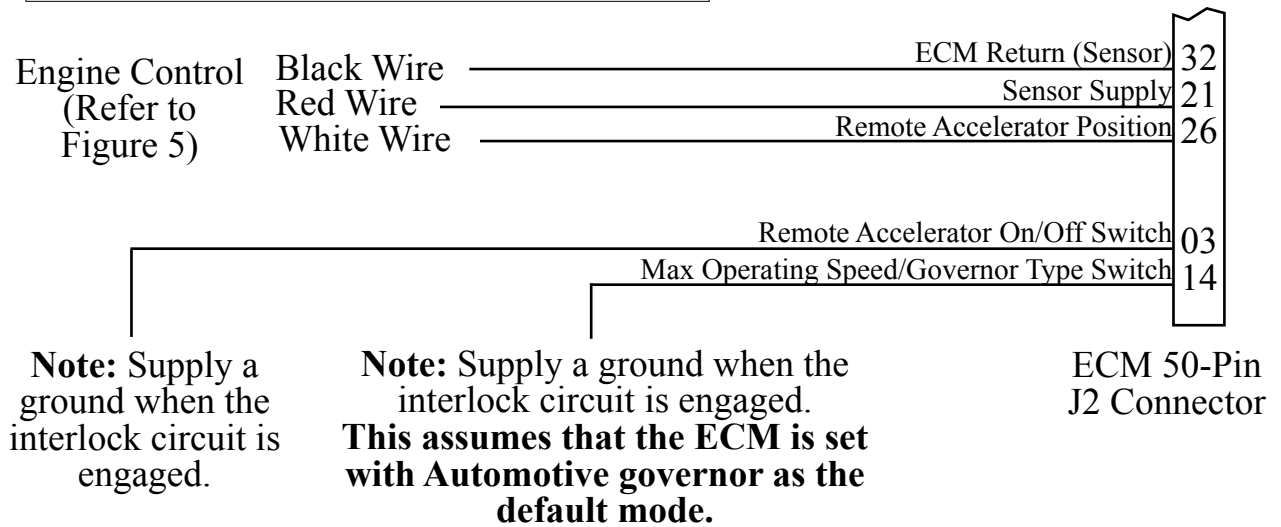 Engine Control
(Refer to
Figure 5)
Black Wire
Red Wire
White Wire
ECM Return (Sensor) 32
Sensor Supply 21
Remote Accelerator Position 26
Remote Accelerator On/Off Switch 03
Max Operating Speed/Governor Type Switch 14
Note: Supply a
ground when the
interlock circuit is
engaged.
Note: Supply a ground when the
interlock circuit is engaged.
This assumes that the ECM is set
with Automotive governor as the
default mode.
ECM 50-Pin
J2 Connector